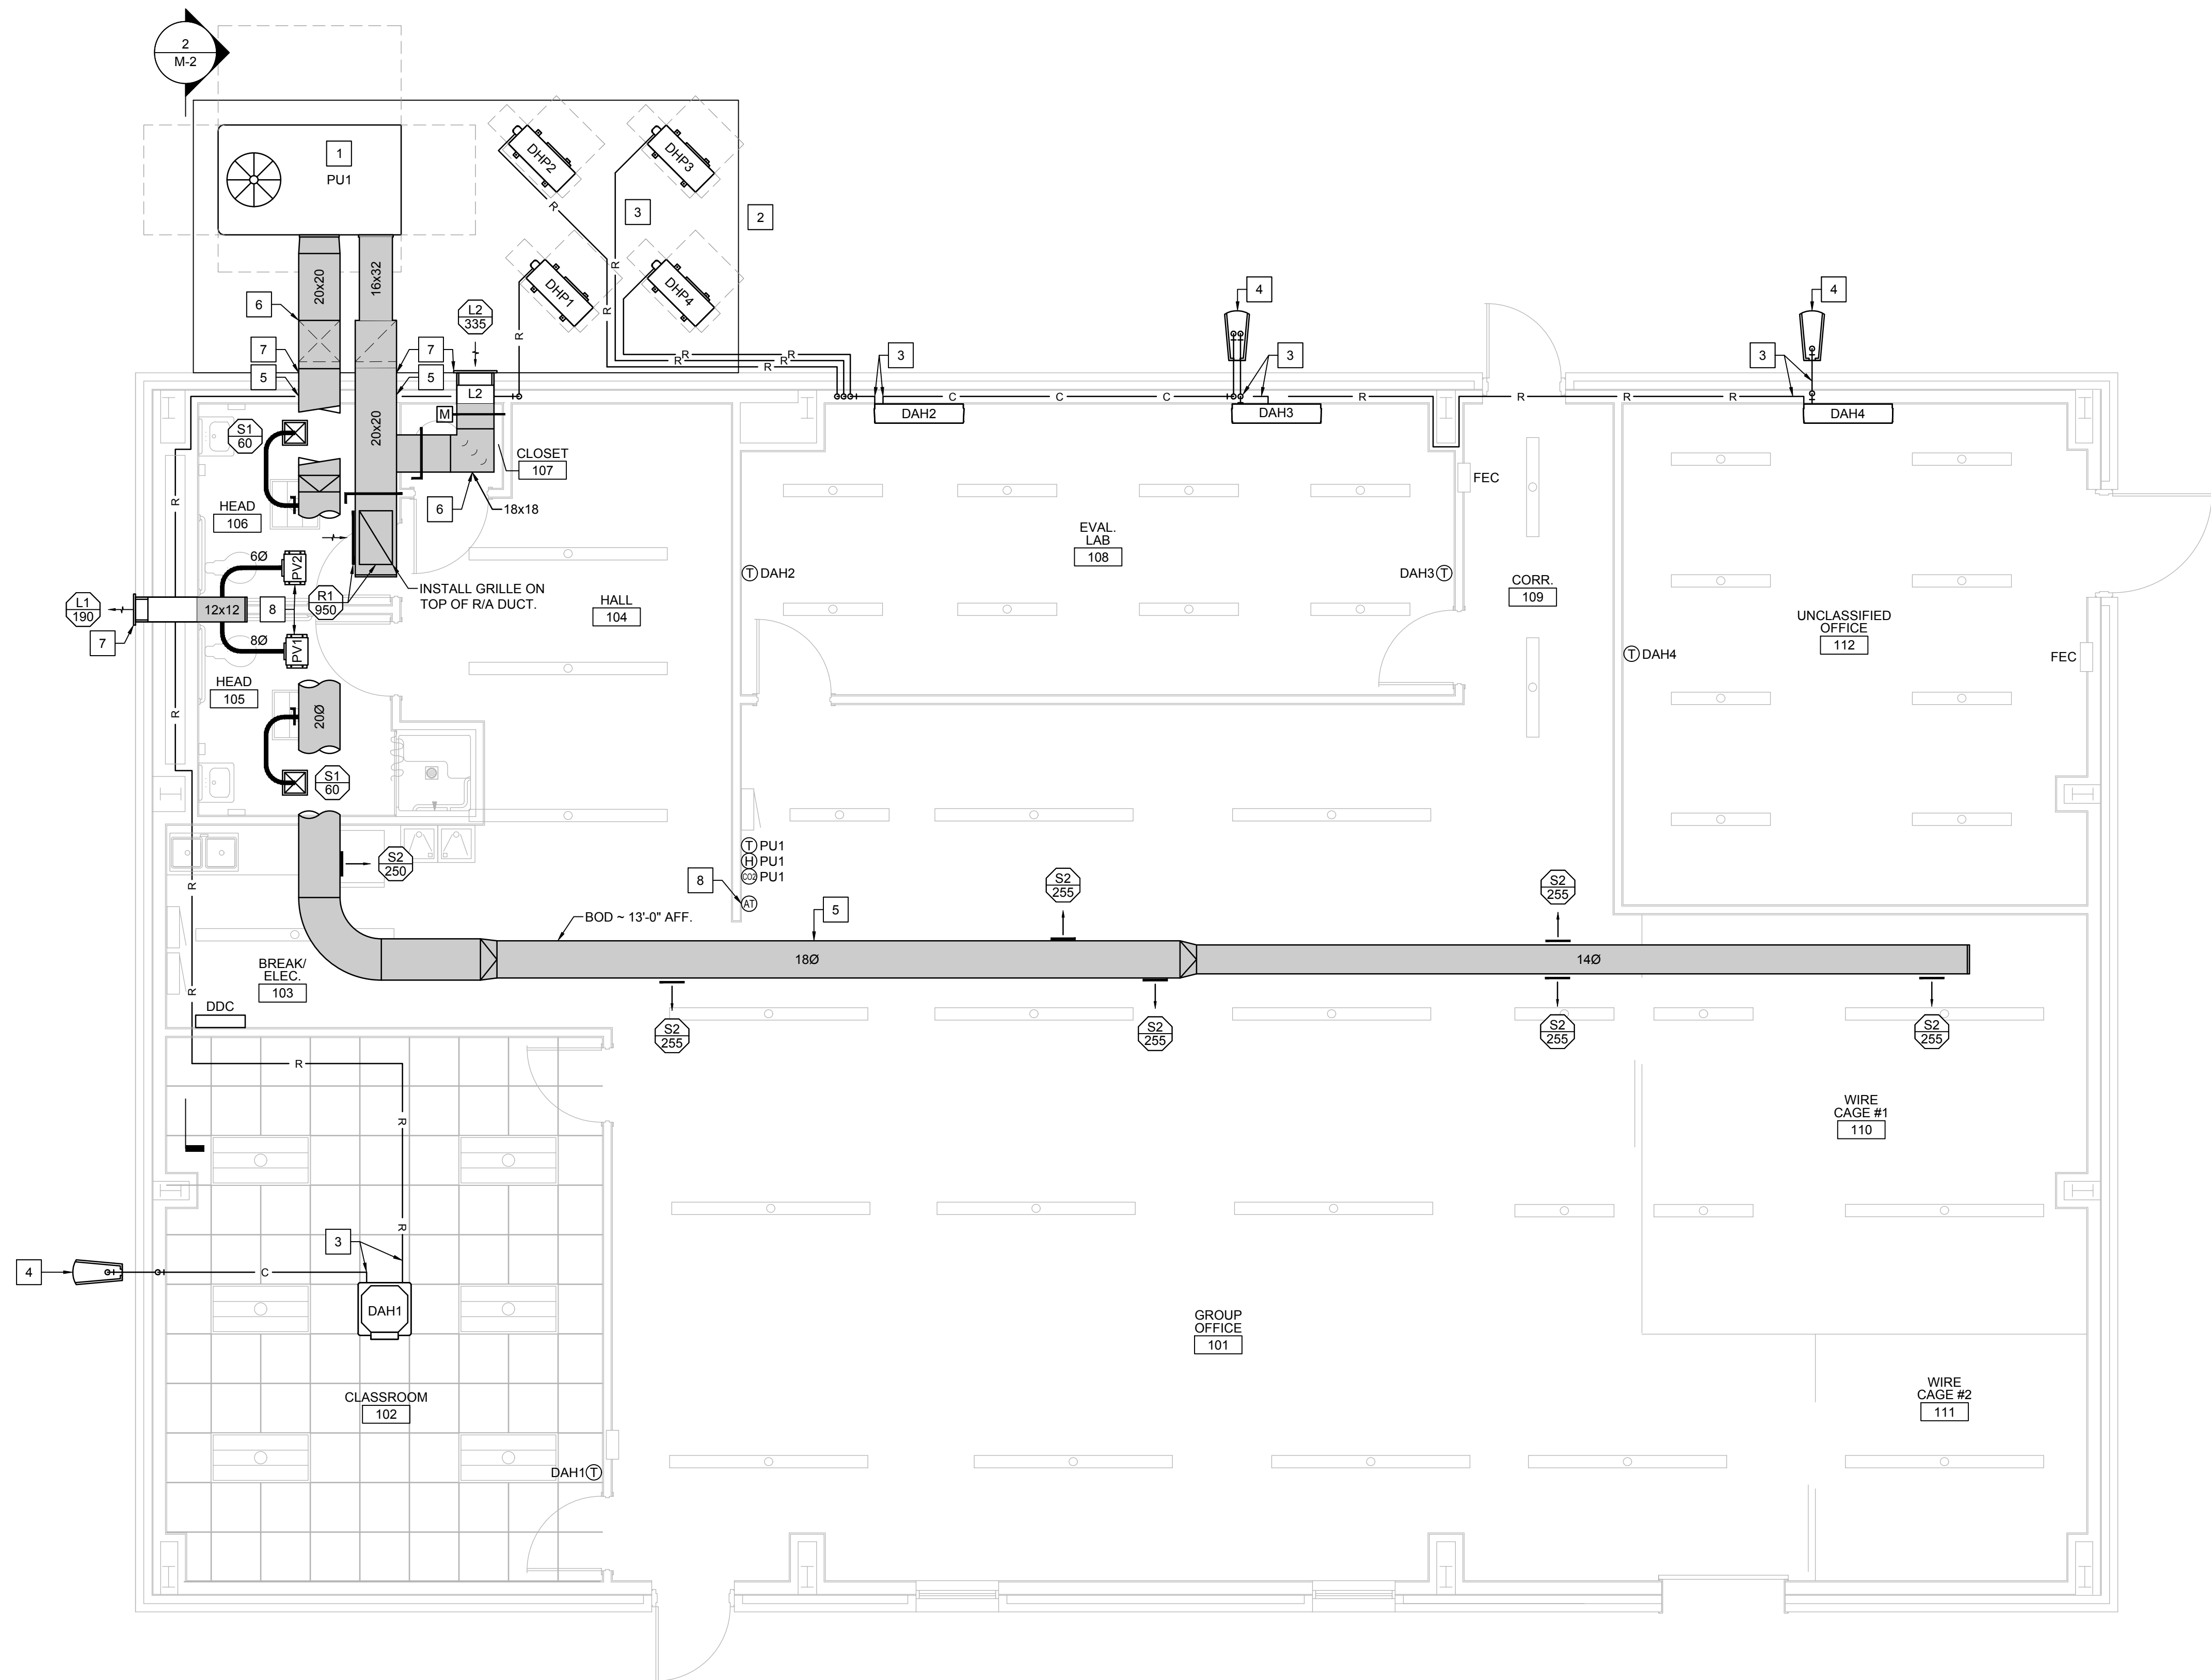 2
M-2
1
PU1
DHP2
DHP3
R
3
2
R
20x20
16x32
DHP1
DHP4
R
R
6
L2
335
4
4
7
7
R
R
R
R
R
3
3
3
5
5
L2
M
DAH2
C
C
C
DAH3
R
R
R
R
DAH4
S1
60
20x20
CLOSET
107
FEC
R
HEAD
106
6
18x18
EVAL.
LAB
108
6Ø
PV2
INSTALL GRILLE ON
TOP OF R/A DUCT.
DAH2
T
DAH3
T
CORR.
109
L1
190
12x12
8
R1
950
HALL
104
UNCLASSIFIED
OFFICE
112
7
8Ø
PV1
T
DAH4
FEC
HEAD
105
R
20Ø
S1
60
T
PU1
H
PU1
CO2
PU1
S2
250
R
8
AT
S2
255
S2
255
5
BOD ~ 13'-0" AFF.
18Ø
14Ø
BREAK/
ELEC.
103
R
DDC
S2
255
S2
255
S2
255
S2
255
R
R
WIRE
CAGE #1
110
R
3
4
C
DAH1
GROUP
OFFICE
101
CLASSROOM
102
WIRE
CAGE #2
111
DAH1
T